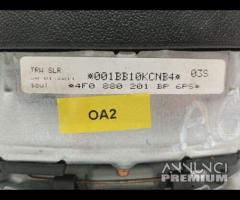 TRW SLR
*001BB10KCNB4*
03S
*4F0 880 201 BP 6PS*
OA2
ANNUNCI
PREMIUM